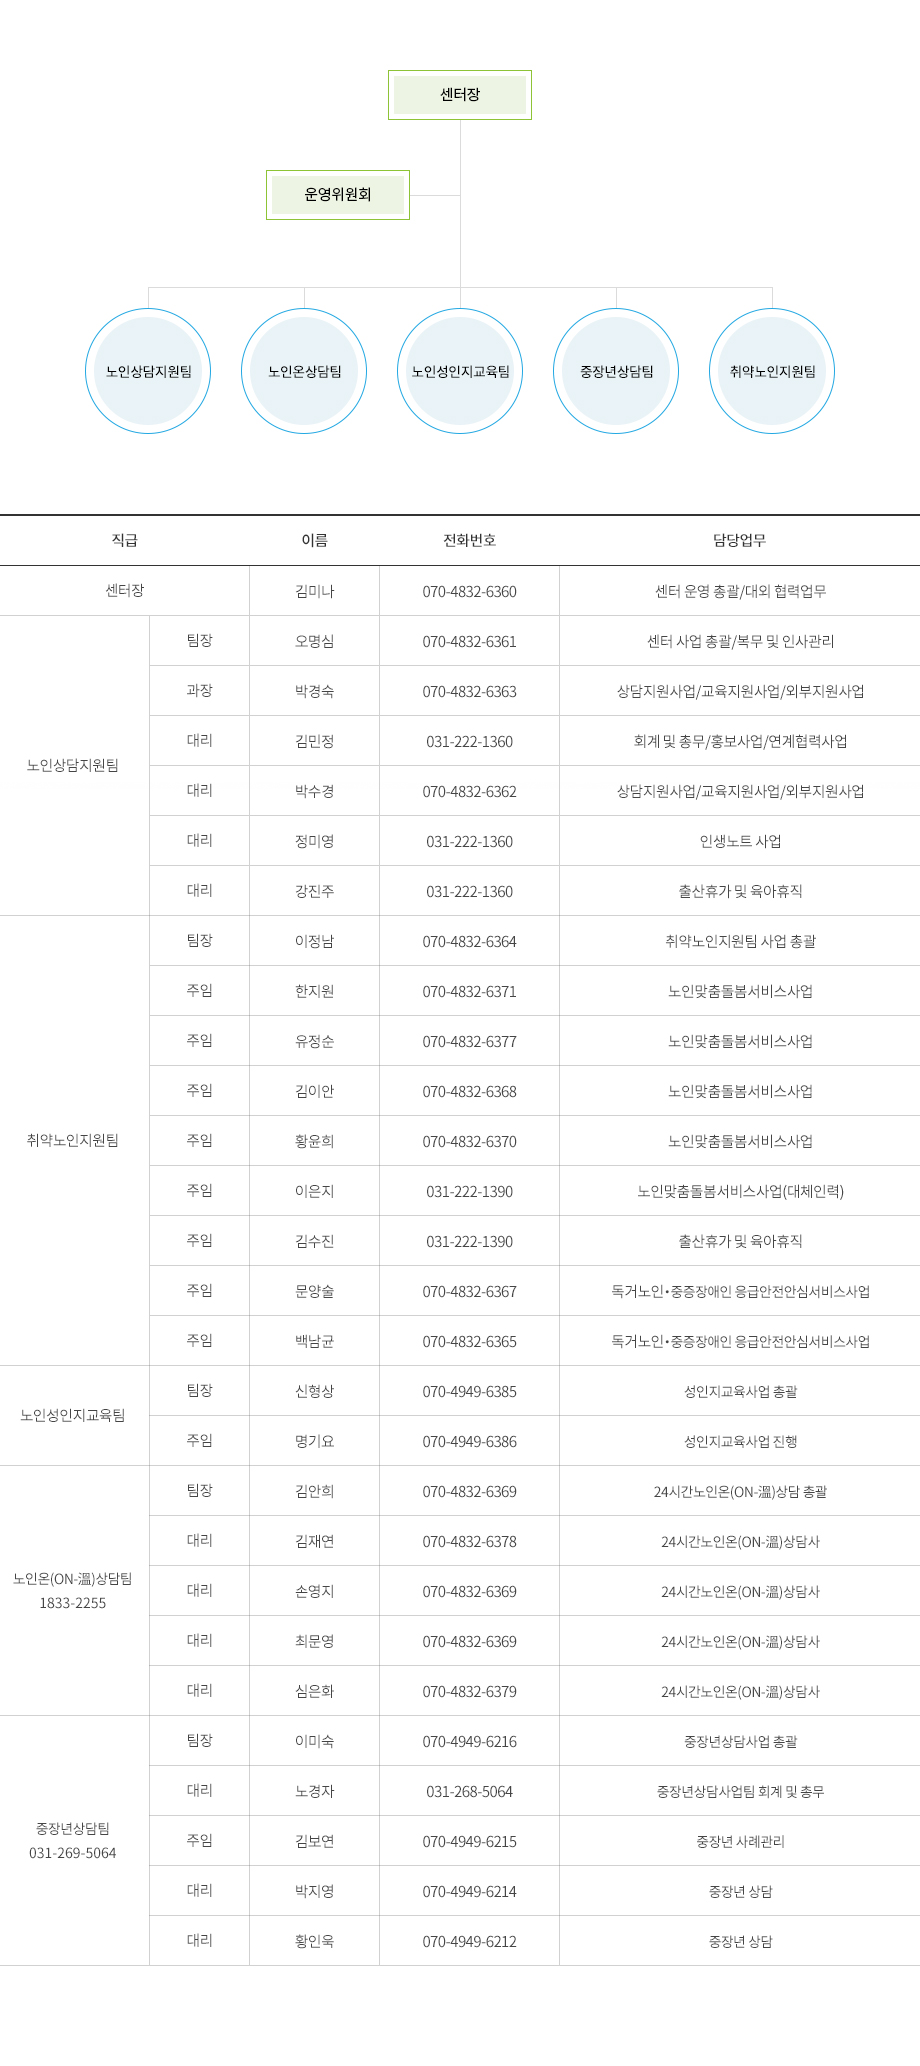 센터장
운영위원회
노인상담지원팀 노인온상담팀 노인성인지교육팀 중장년상담팀 취약노인지원팀
직급 이름 전화번호 담당업무
센터장 김미나 070-4832-6360 센터 운영 총괄/대외 협력업무
노인상담지원팀
팀장 오명심 070-4832-6361 센터 사업 총괄/복무 및 인사관리
과장 박경숙 070-4832-6363 상담지원사업/교육지원사업/외부지원사업
대리 김민정 031-222-1360 회계 및 총무/홍보사업/연계협력사업
대리 박수경 070-4832-6362 상담지원사업/교육지원사업/외부지원사업
대리 정미영 031-222-1360 인생노트 사업
대리 강진주 031-222-1360 출산휴가 및 육아휴직
취약노인지원팀
팀장 이정남 070-4832-6364 취약노인지원팀 사업 총괄
주임 한지원 070-4832-6371 노인맞춤돌봄서비스사업
주임 유정순 070-4832-6377 노인맞춤돌봄서비스사업
주임 김이안 070-4832-6368 노인맞춤돌봄서비스사업
주임 황윤희 070-4832-6370 노인맞춤돌봄서비스사업
주임 이은지 031-222-1390 노인맞춤돌봄서비스사업(대체인력)
주임 김수진 031-222-1390 출산휴가 및 육아휴직
주임 문양술 070-4832-6367 독거노인•중증장애인 응급안전안심서비스사업
주임 백남균 070-4832-6365 독거노인•중증장애인 응급안전안심서비스사업
노인성인지교육팀
팀장 신형상 070-4949-6385 성인지교육사업 총괄
주임 명기요 070-4949-6386 성인지교육사업 진행
노인온(ON-溫)상담팀
1833-2255
팀장 김안희 070-4832-6369 24시간노인온(ON-溫)상담 총괄
대리 김재연 070-4832-6378 24시간노인온(ON-溫)상담사
대리 손영지 070-4832-6369 24시간노인온(ON-溫)상담사
대리 최문영 070-4832-6369 24시간노인온(ON-溫)상담사
대리 심은화 070-4832-6379 24시간노인온(ON-溫)상담사
중장년상담팀
031-269-5064
팀장 이미숙 070-4949-6216 중장년상담사업 총괄
대리 노경자 031-268-5064 중장년상담사업팀 회계 및 총무
주임 김보연 070-4949-6215 중장년 사례관리
대리 박지영 070-4949-6214 중장년 상담
대리 황인욱 070-4949-6212 중장년 상담